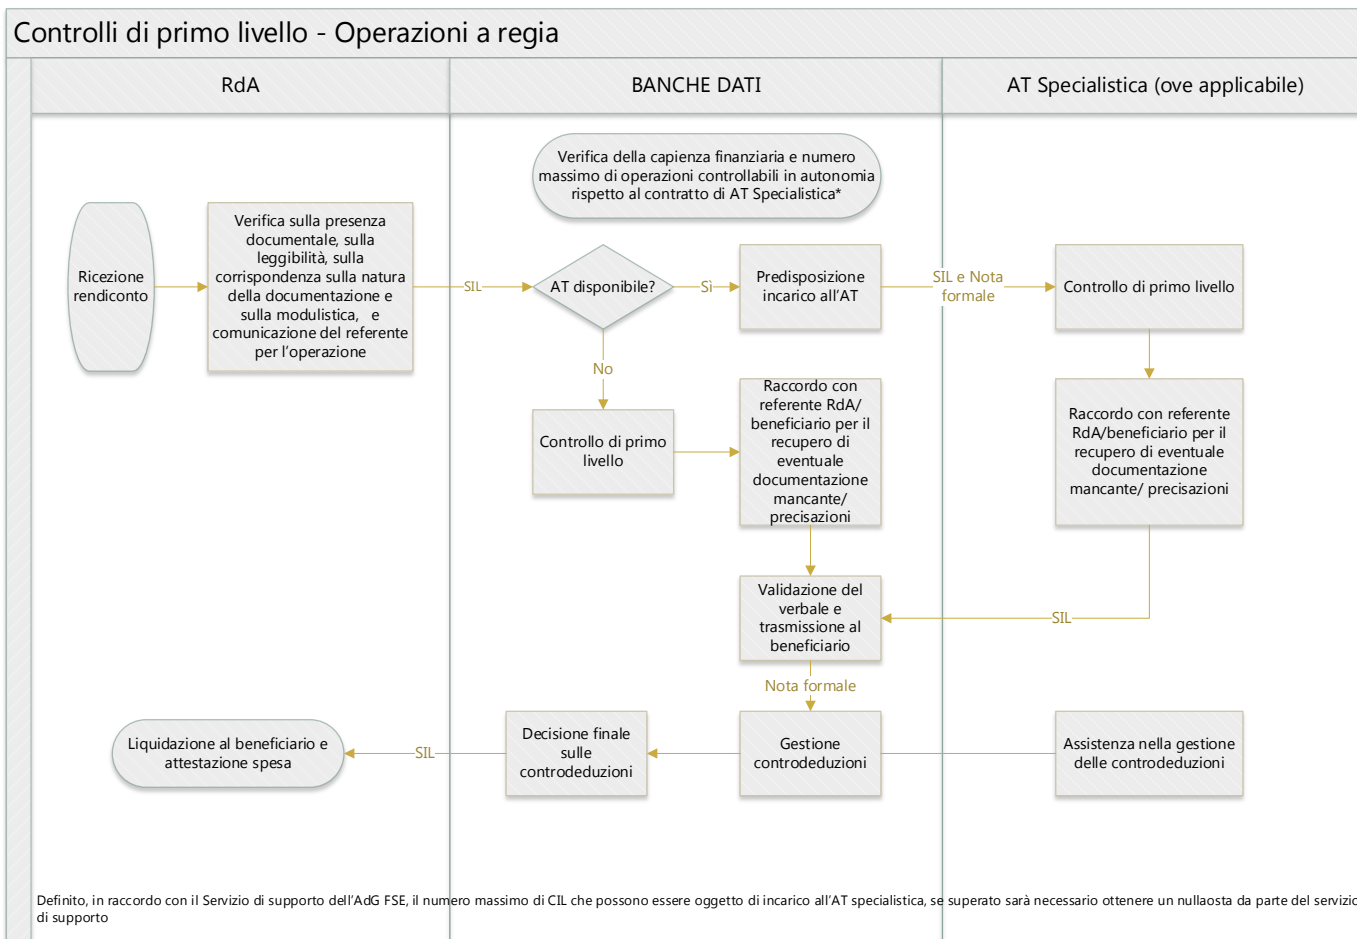 Controlli di primo livello - Operazioni a regia
RdA
BANCHE DATI
AT Specialistica (ove applicabile)
Verifica della capienza finanziaria e numero
massimo di operazioni controllabili in autonomia
rispetto al contratto di AT Specialistica*
Ricezione
rendiconto
Verifica sulla presenza
documentale, sulla
leggibilità, sulla
corrispondenza sulla natura
della documentazione e
sulla modulistica, e
comunicazione del referente
per l'operazione
SIL
AT disponibile?
Sì
Predisposizione
incarico all'AT
SIL e Nota
formale
Controllo di primo livello
No
Controllo di primo
livello
Raccordo con
referente RdA/
beneficiario per il
recupero di
eventuale
documentazione
mancante/
precisazioni
Raccordo con referente
RdA/beneficiario per il
recupero di eventuale
documentazione
mancante/ precisazioni
Validazione del
verbale e
trasmissione al
beneficiario
SIL
Nota formale
Liquidazione al beneficiario e
attestazione spesa
SIL
Decisione finale
sulle
controdeduzioni
Gestione
controdeduzioni
Assistenza nella gestione
delle controdeduzioni
Definito, in raccordo con il Servizio di supporto dell'AdG FSE, il numero massimo di CIL che possono essere oggetto di incarico all'AT specialistica, se superato sarà necessario ottenere un nullaosta da parte del servizio
di supporto